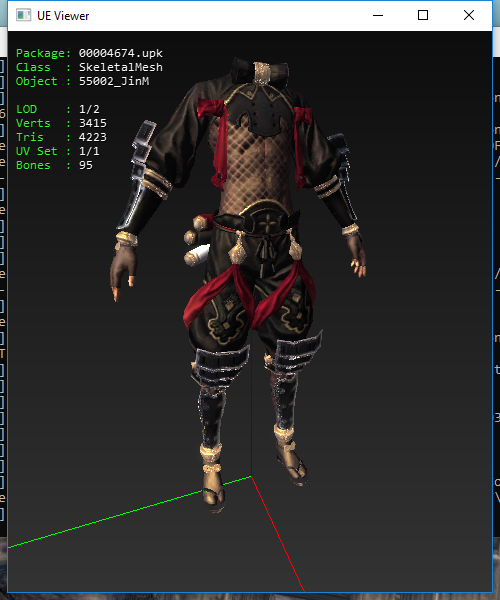 UE Viewer
Package: 00004674.upk
Class : SkeletalMesh
Object : 55002_JinM
LOD : 1/2
Verts : 3415
Tris : 4223
UV Set : 1/1
Bones : 95